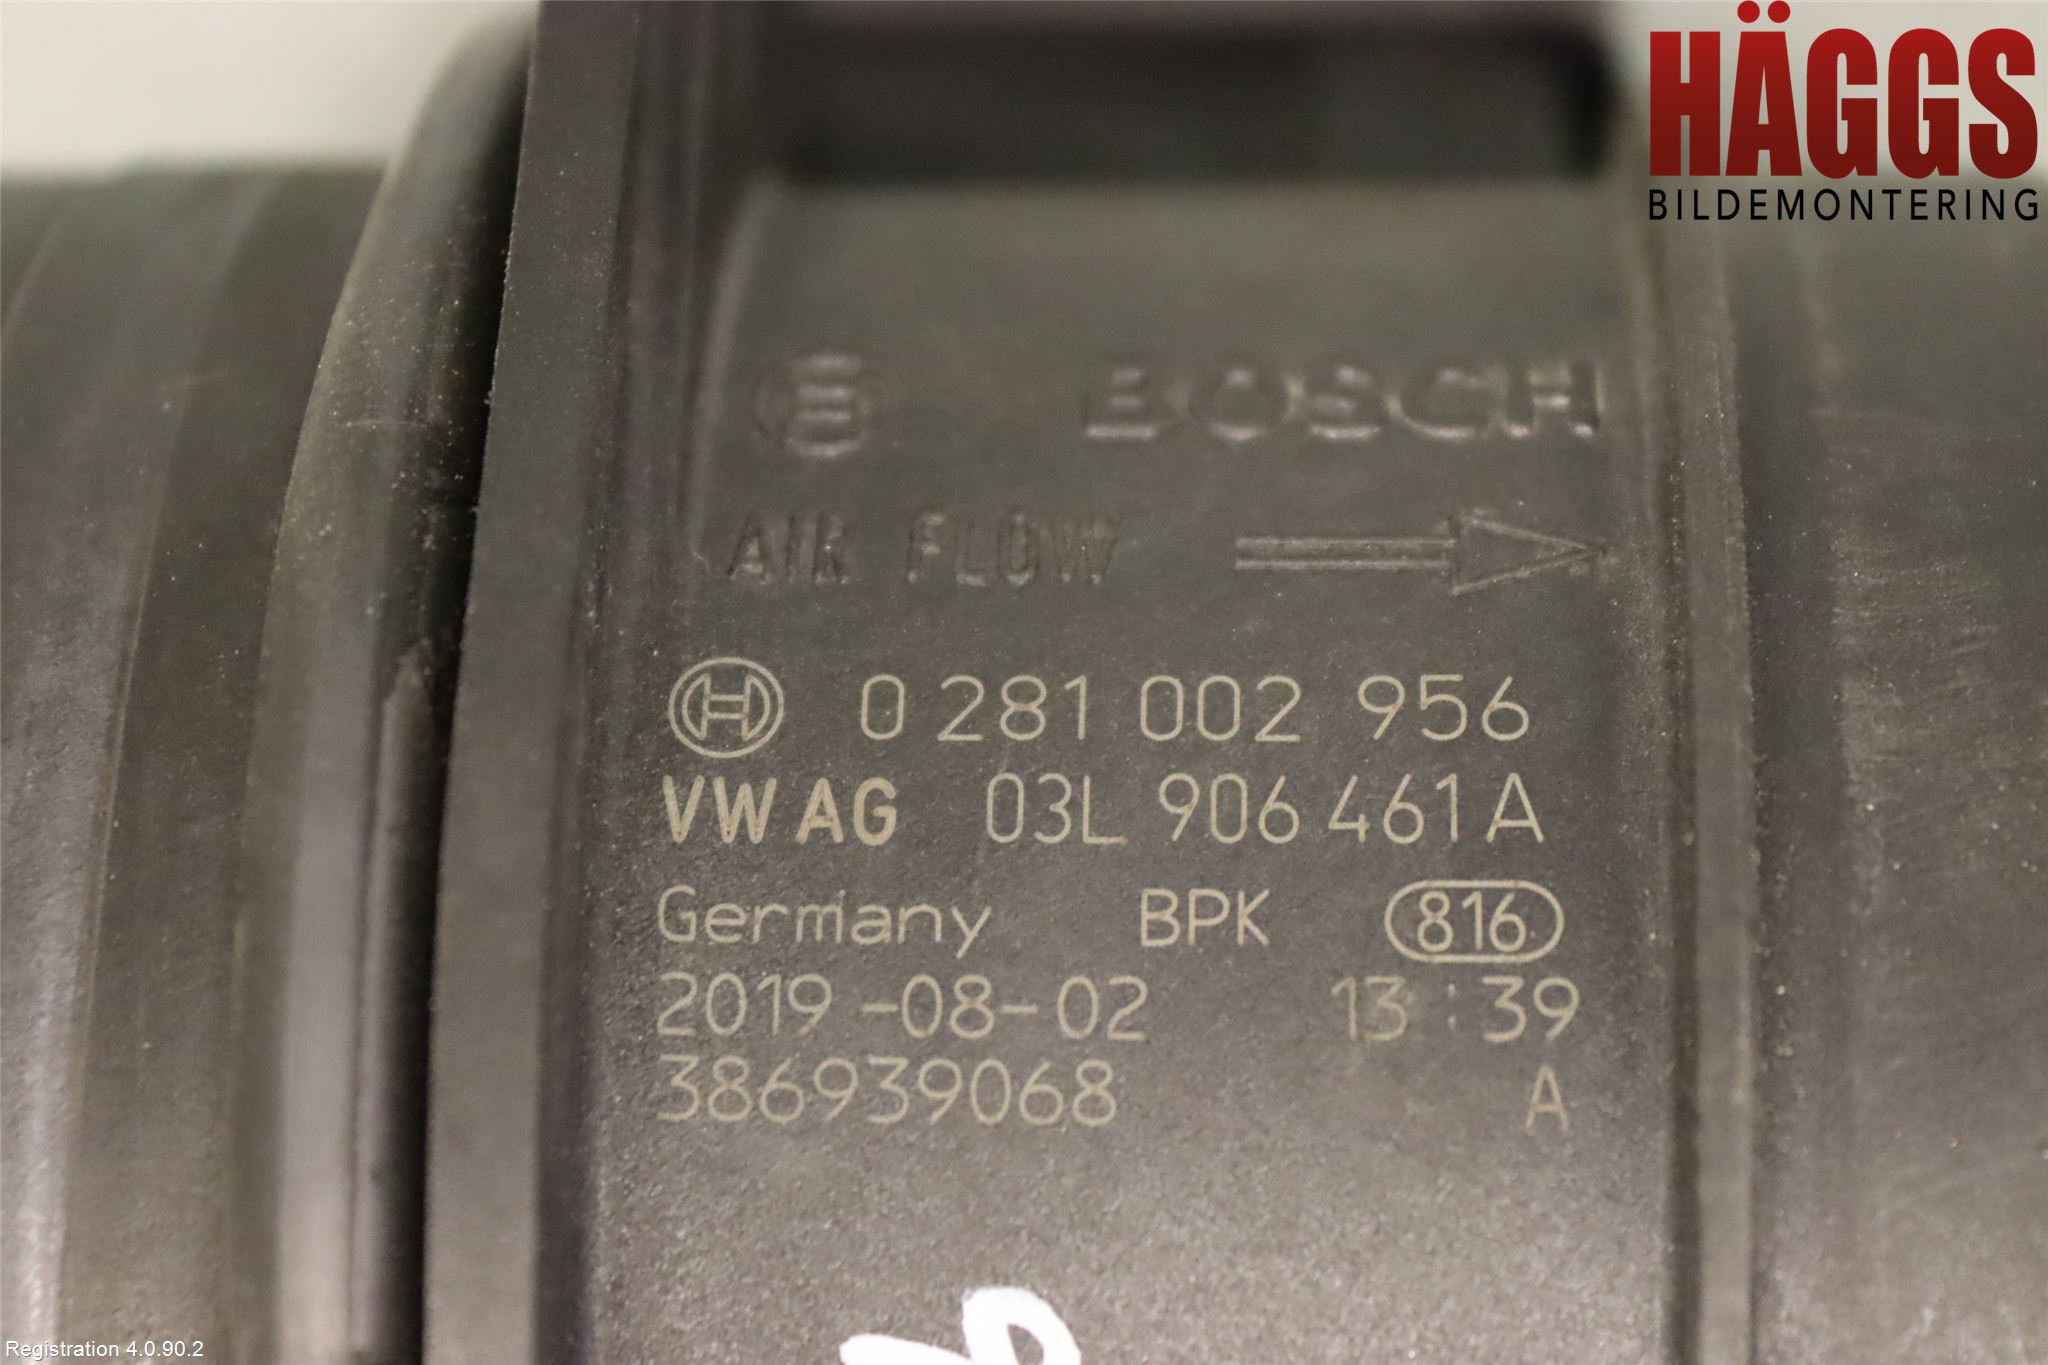 HÄGGS
BILDEMONTERING
BOSCH
AIR FLOW
0 281 002 956
VW AG 03L 906 461 A
Germany BPK 816
2019-08-02 13:39
386939068 A
Registration 4.0.90.2